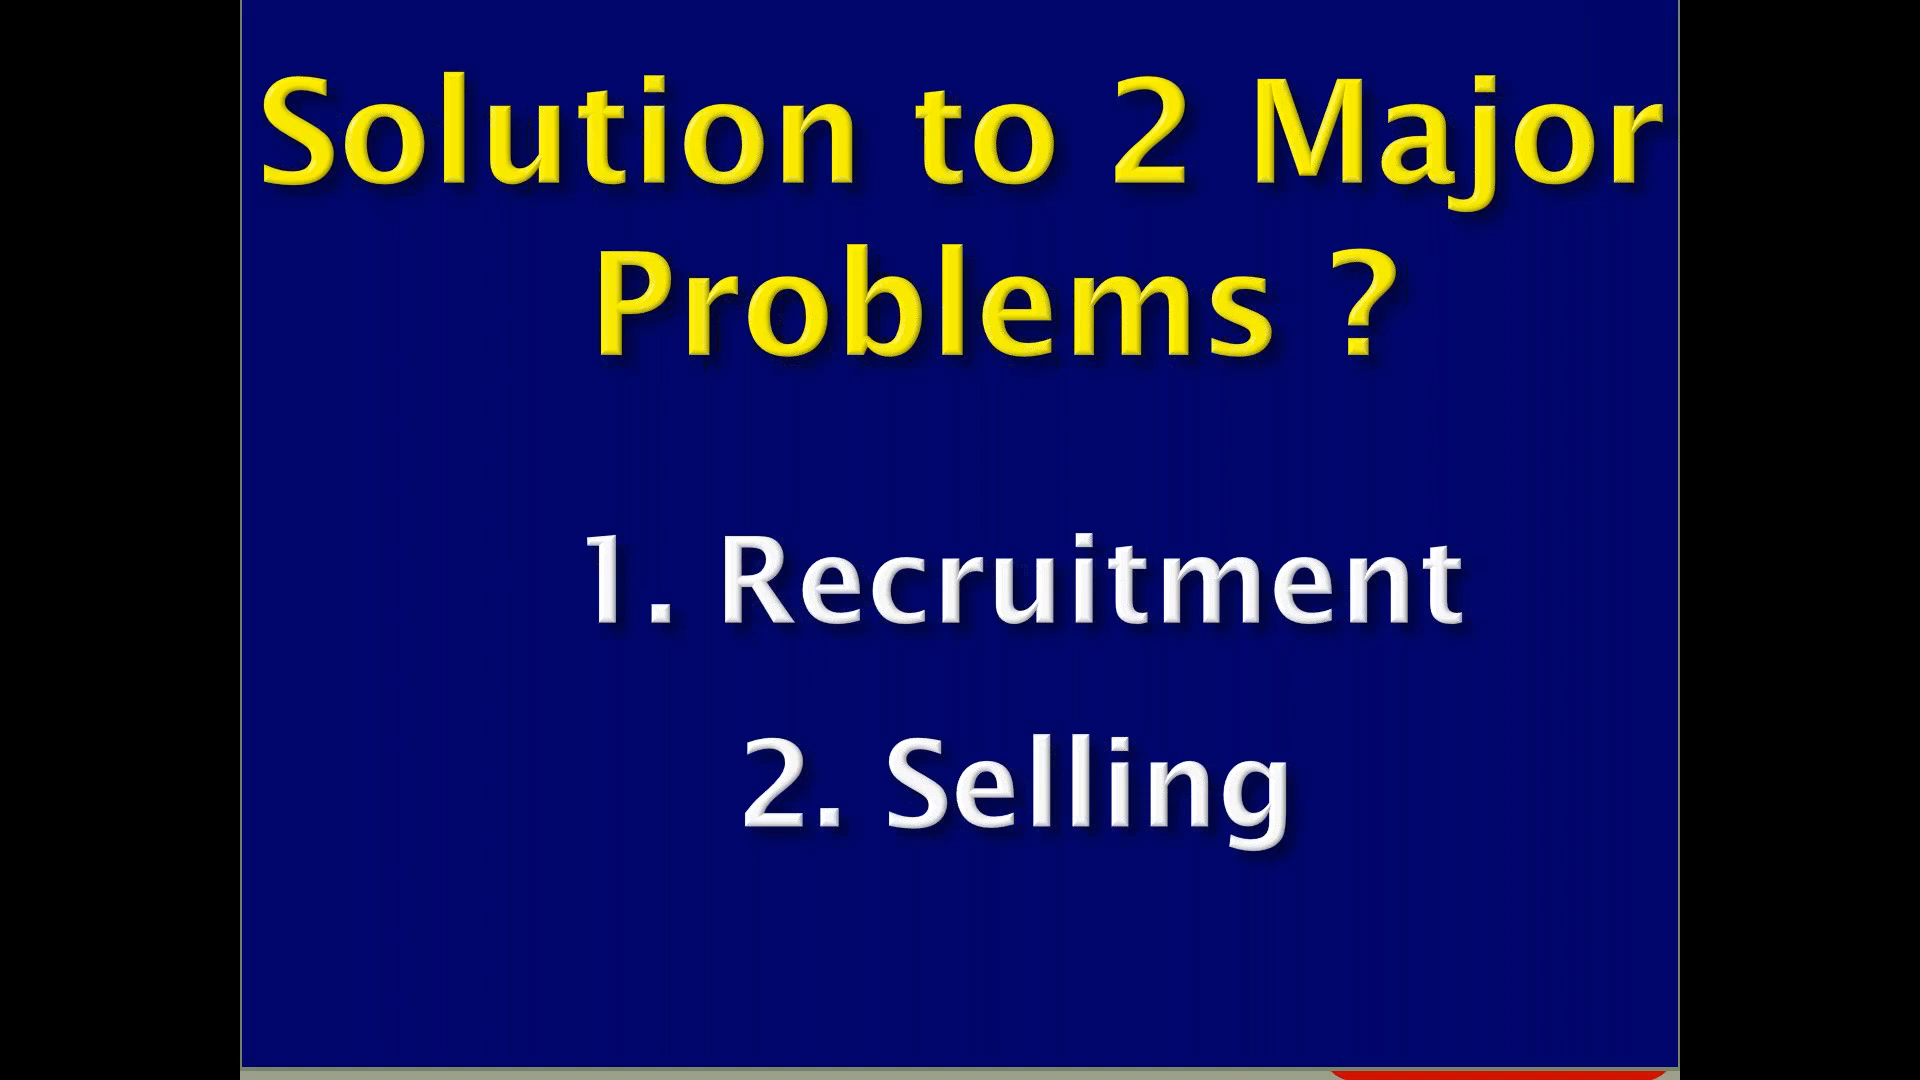 Solution to 2 Major
Problems ?
1. Recruitment
2. Selling